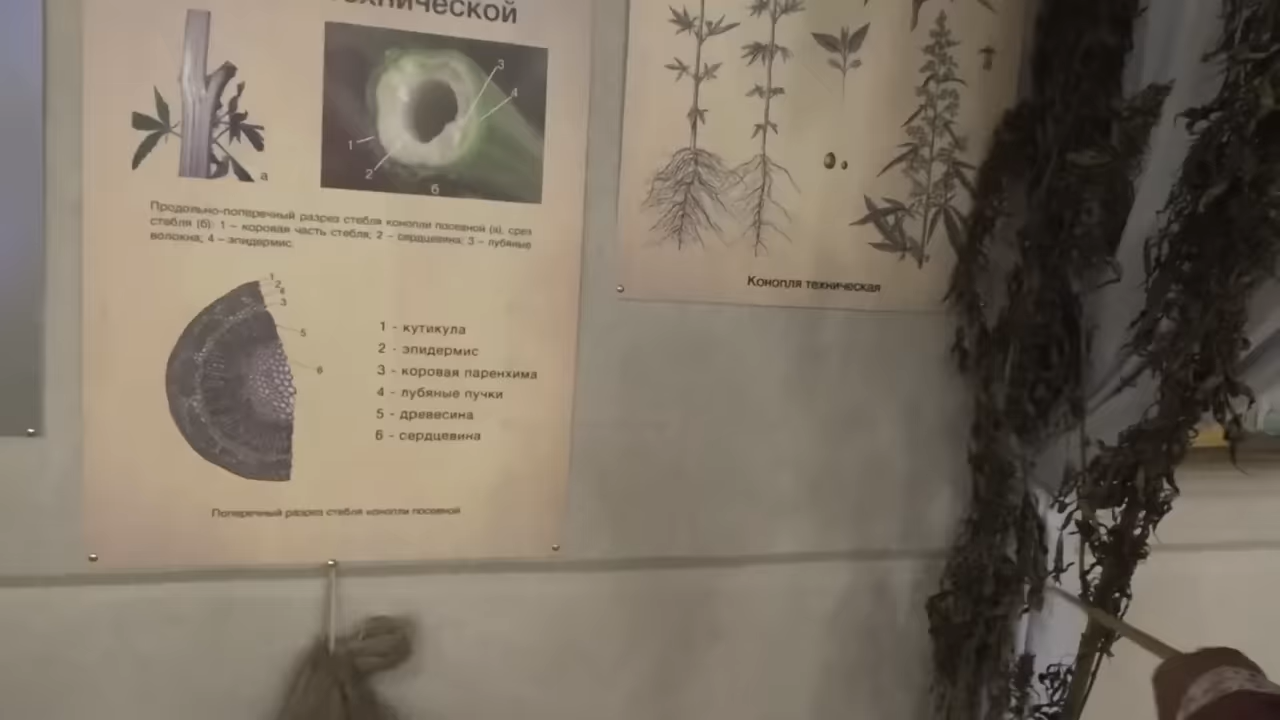 технической
а
3
4
1
2
б
Продольно-поперечный разрез стебля конопли посевной (а), срез
стебля (б): 1 – коровая часть стебля, 2 – сердцевина, 3 – лубяные
волокна, 4 – эпидермис
1
2
4
3
5
6
1 - кутикула
2 - эпидермис
3 - коровая паренхима
4 - лубяные пучки
5 - древесина
6 - сердцевина
Поперечный разрез стебля конопли посевной
Конопля техническая